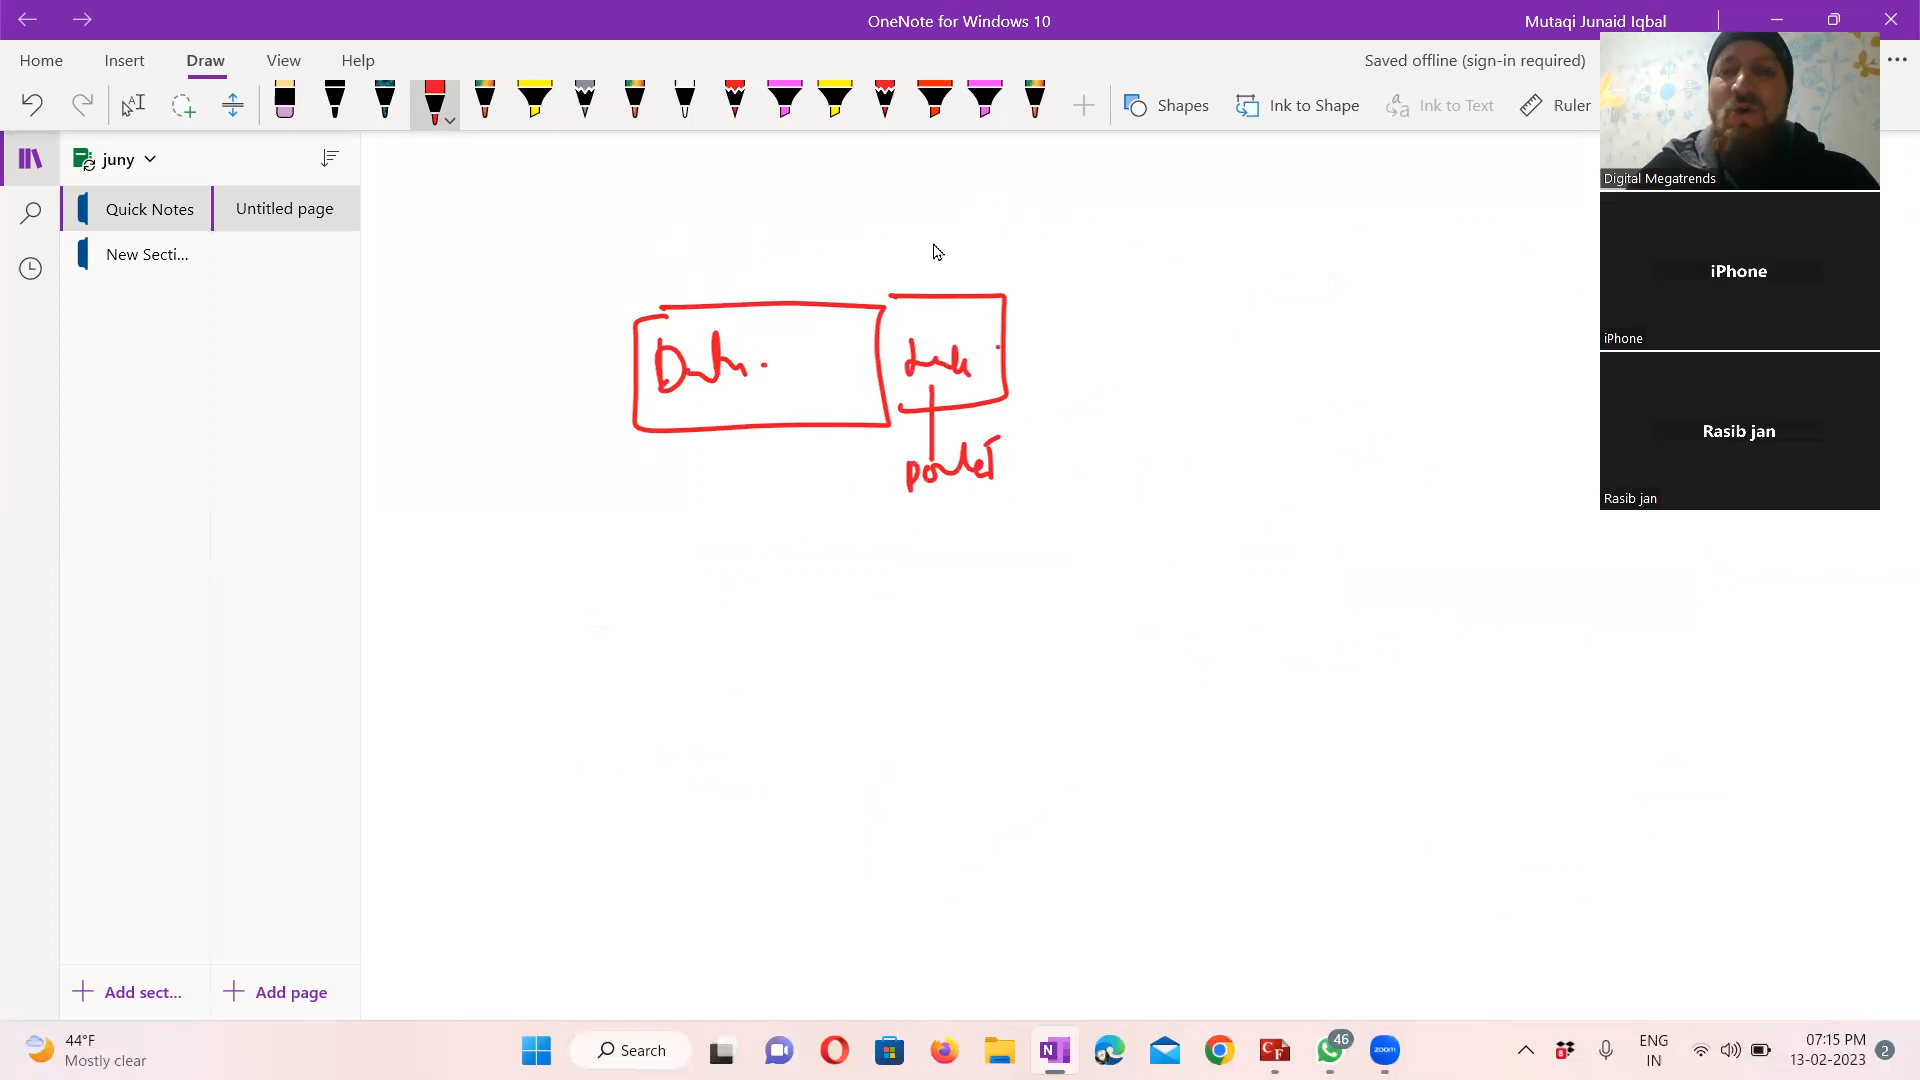 OneNote for Windows 10
Mutaqi Junaid Iqbal
Home Insert Draw View Help
Saved offline (sign-in required)
Shapes
Ink to Shape
Ink to Text
Ruler
juny
Quick Notes
Untitled page
New Secti...
Digital Megatrends
iPhone
iPhone
Rasib jan
Rasib jan
Data.
Link
Add sect...
Add page
44°F
Mostly clear
Search
46
zoom
ENG
IN
07:15 PM
13-02-2023
2